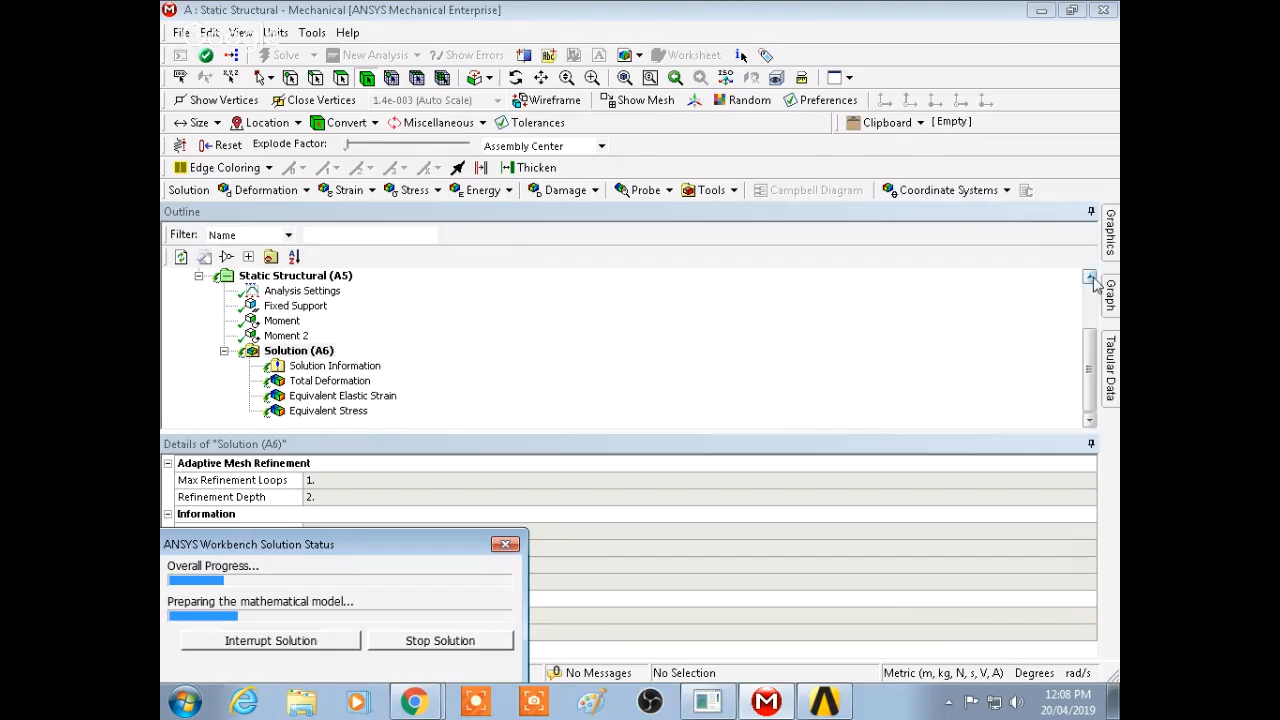 A : Static Structural - Mechanical [ANSYS Mechanical Enterprise]
File Edit View Units Tools Help
Solve New Analysis ? Show Errors Worksheet
Show Vertices Close Vertices 1.4e-003 (Auto Scale) Wireframe Show Mesh Random Preferences
Size Location Convert Miscellaneous Tolerances Clipboard [Empty]
Reset Explode Factor: Assembly Center
Edge Coloring Thicken
Solution Deformation Strain Stress Energy Damage Probe Tools Campbell Diagram Coordinate Systems
Outline
Filter: Name
Static Structural (A5)
Analysis Settings
Fixed Support
Moment
Moment 2
Solution (A6)
Solution Information
Total Deformation
Equivalent Elastic Strain
Equivalent Stress
Graphics
Graph
Tabular Data
Details of "Solution (A6)"
Adaptive Mesh Refinement
Max Refinement Loops 1.
Refinement Depth 2.
Information
ANSYS Workbench Solution Status
Overall Progress...
Preparing the mathematical model...
Interrupt Solution Stop Solution
0 No Messages No Selection Metric (m, kg, N, s, V, A) Degrees rad/s
12:08 PM
20/04/2019